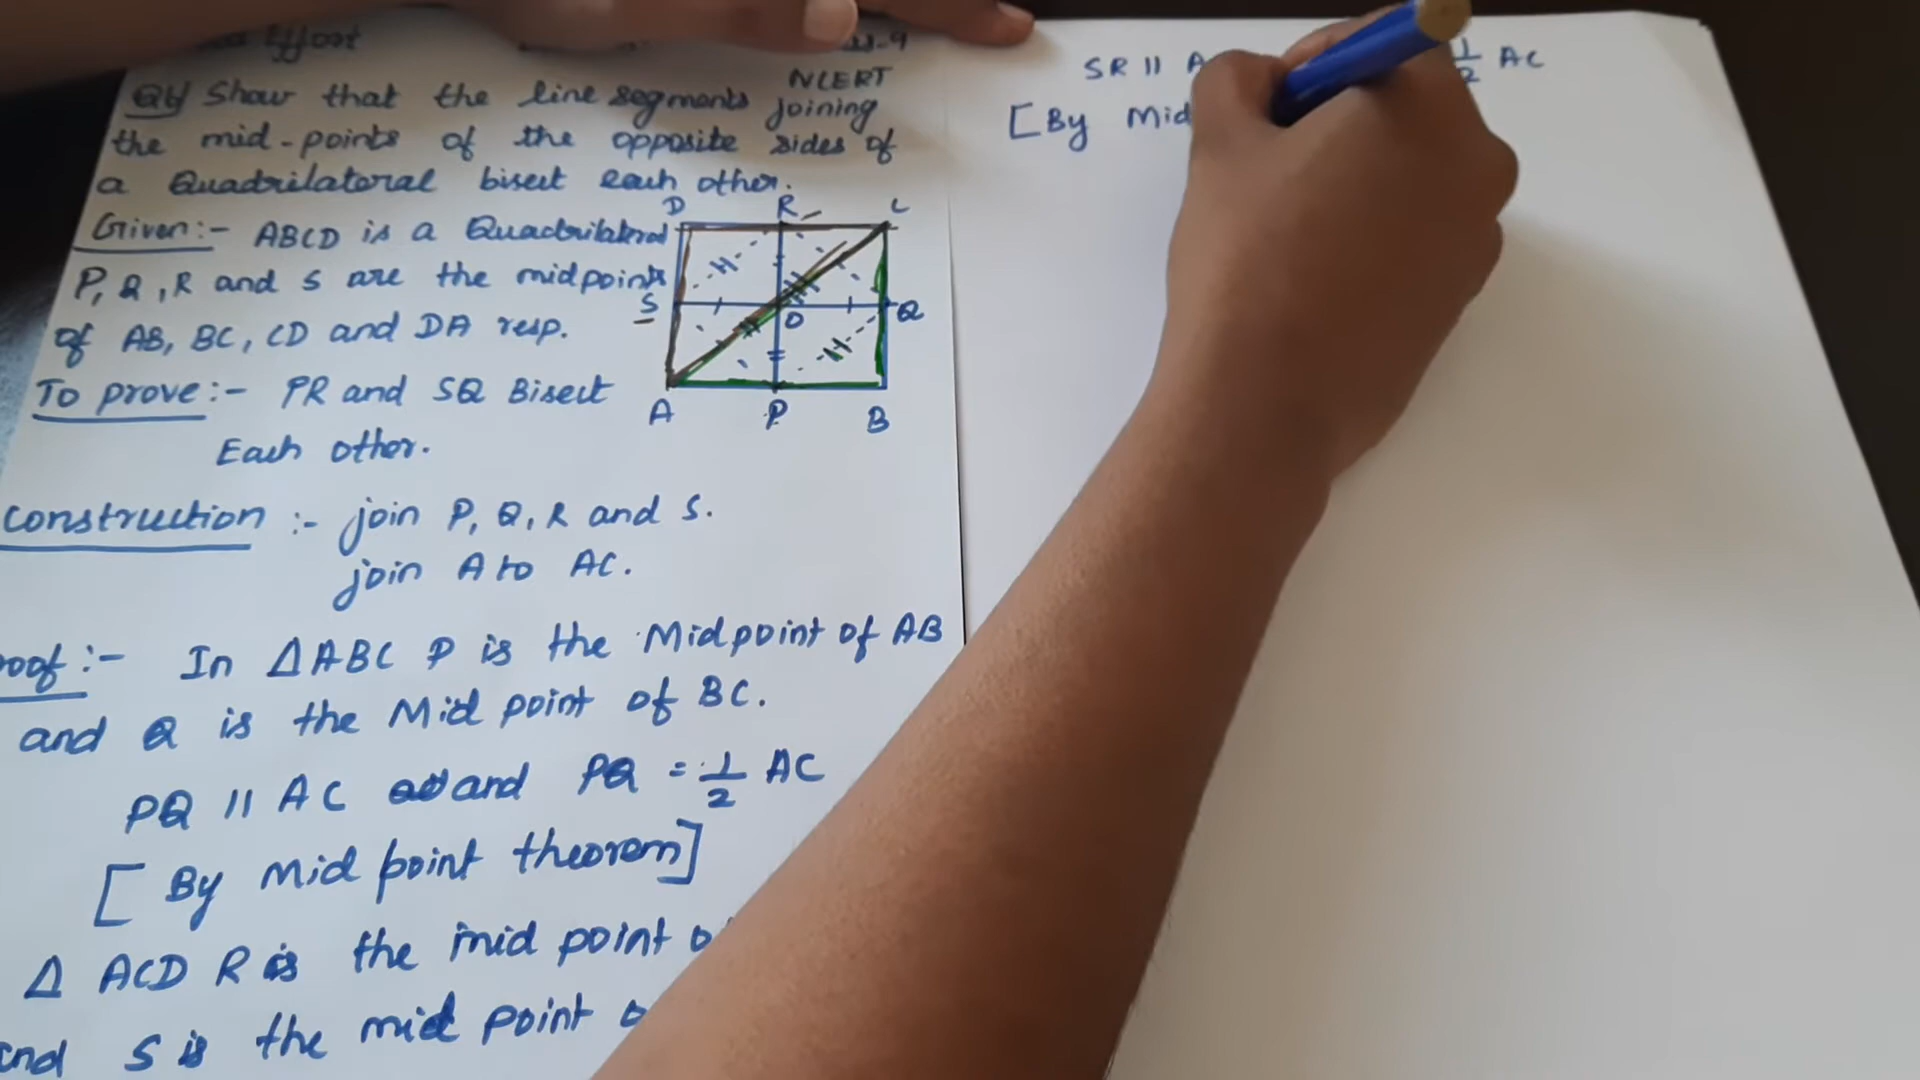 Effort
NCERT
Q6) Show that the line segments joining
the mid-points of the opposite sides of
a Quadrilateral bisect each other.
Given:- ABCD is a Quadrilateral
P, Q, R and S are the midpoints
of AB, BC, CD and DA resp.
To prove:- PR and SQ Bisect
Each other.
D R C
S O Q
A P B
construction :- join P, Q, R and S.
join A to AC.
In ΔABC P is the Midpoint of AB
and Q is the Mid point of BC.
PQ || AC and PQ = 1/2 AC
[ By mid point theorem]
Δ ACD R is the mid point
S is the mid point
SR || 1/2 AC
[By Mid